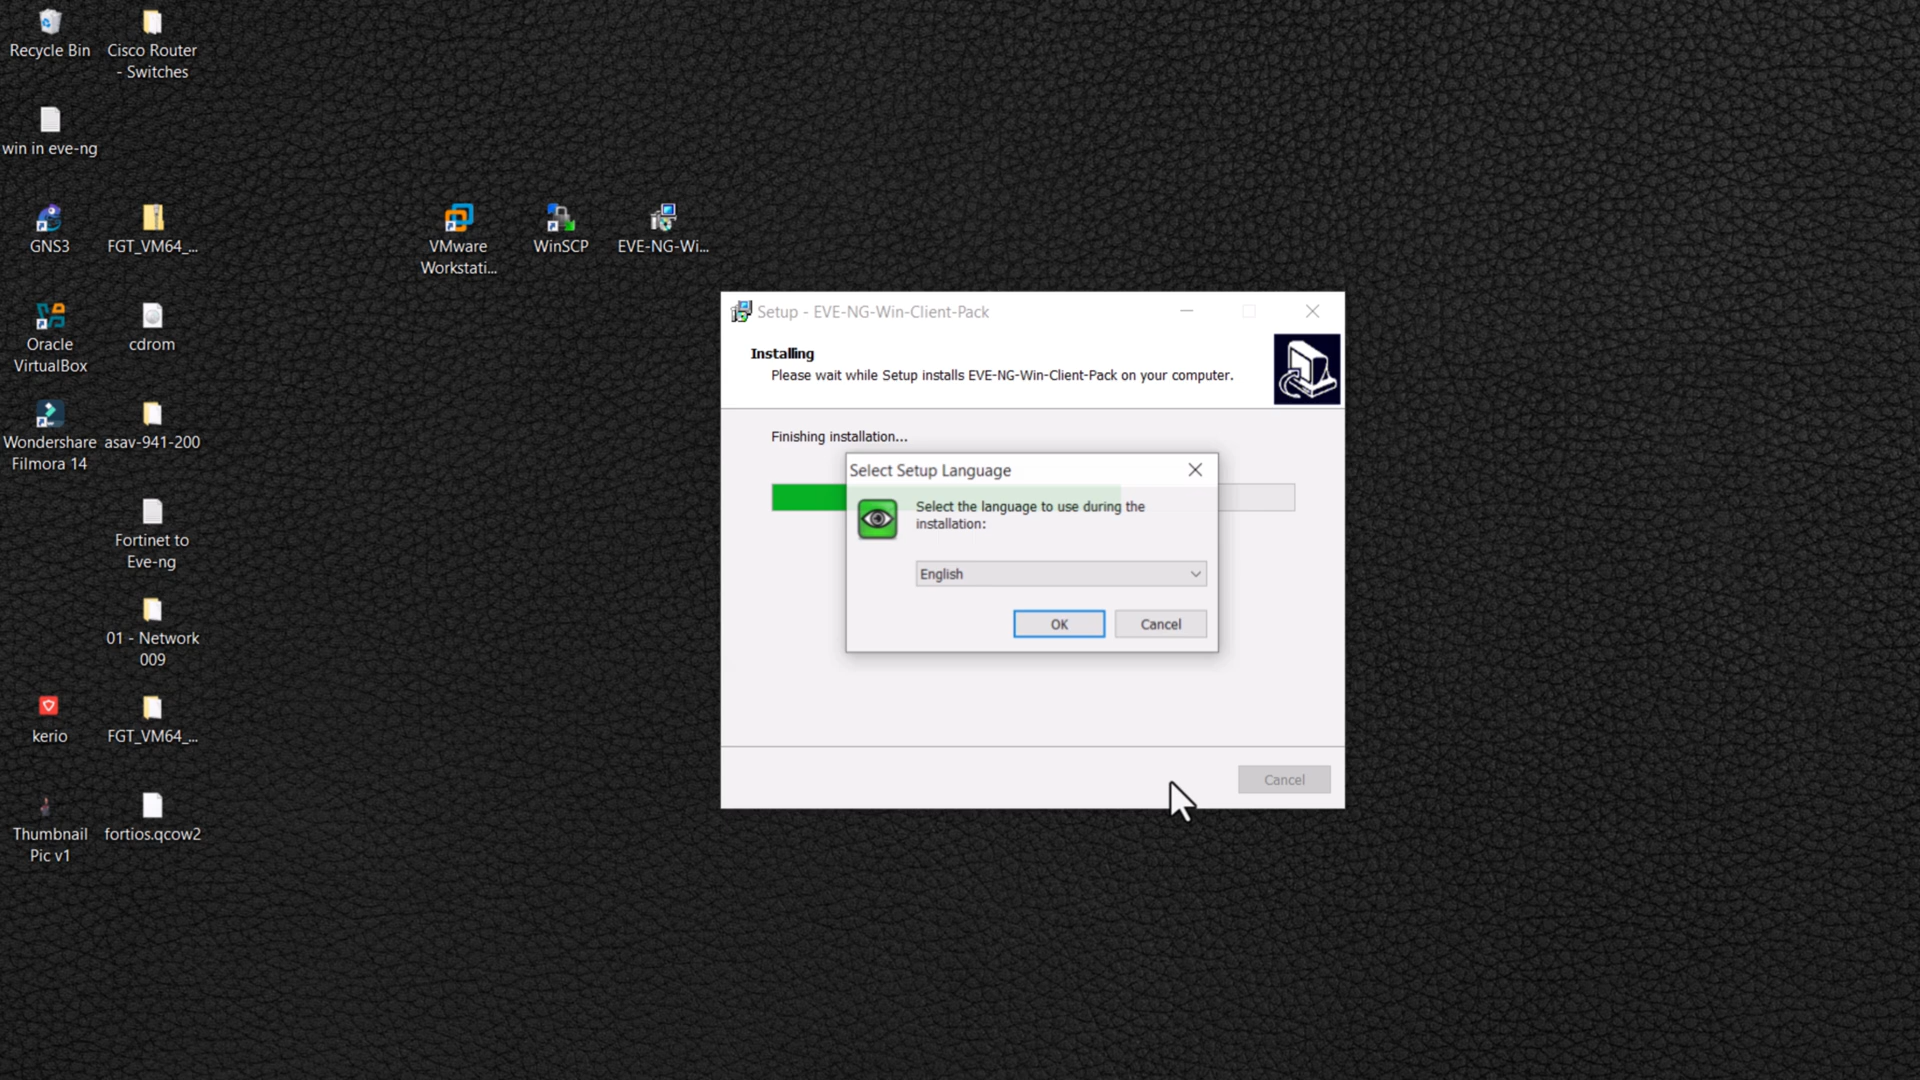 Recycle Bin
Cisco Router
- Switches
win in eve-ng
GNS3
FGT_VM64_...
VMware
Workstati...
WinSCP
EVE-NG-Wi...
Oracle
VirtualBox
cdrom
Wondershare
Filmora 14
asav-941-200
Fortinet to
Eve-ng
01 - Network
009
kerio
FGT_VM64_...
Thumbnail
Pic v1
fortios.qcow2
Setup - EVE-NG-Win-Client-Pack
Installing
Please wait while Setup installs EVE-NG-Win-Client-Pack on your computer.
Finishing installation...
Select Setup Language
Select the language to use during the
installation:
English
OK
Cancel
Cancel